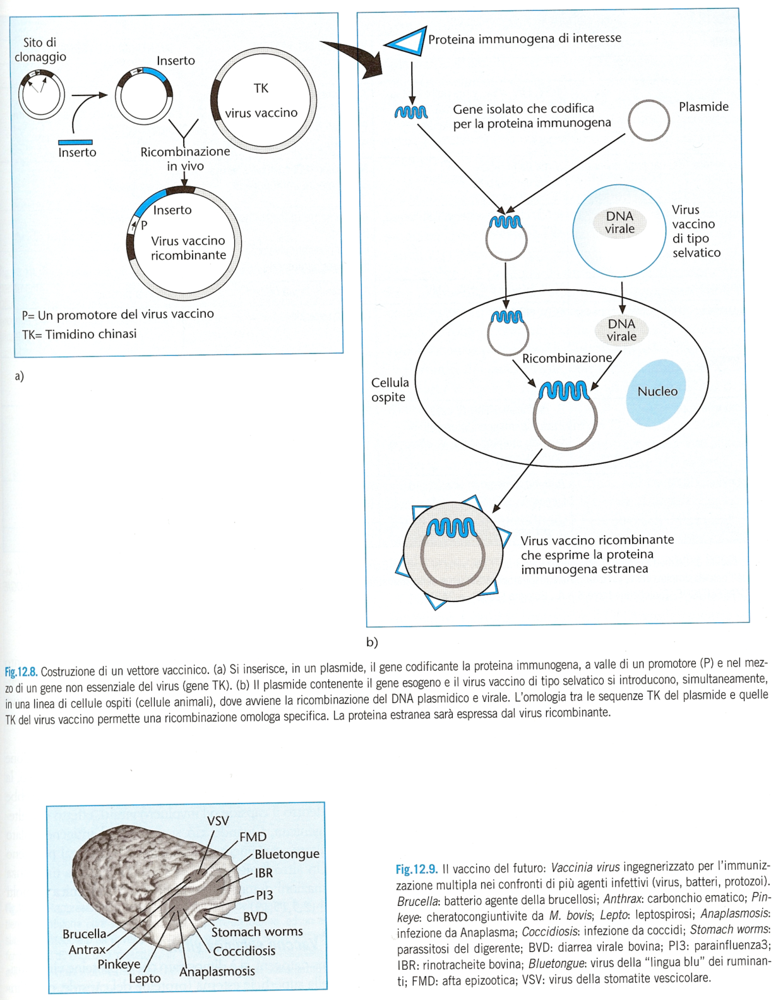 Sito di
clonaggio
Inserto
Inserto
TK
virus vaccino
Ricombinazione
in vivo
Inserto
P
Virus vaccino
ricombinante
P= Un promotore del virus vaccino
TK= Timidino chinasi
a)
Proteina immunogena di interesse
Gene isolato che codifica
per la proteina immunogena
Plasmide
DNA
virale
Virus
vaccino
di tipo
selvatico
DNA
virale
Ricombinazione
Cellula
ospite
Nucleo
Virus vaccino ricombinante
che esprime la proteina
immunogena estranea
b)
Fig.12.8. Costruzione di un vettore vaccinico. (a) Si inserisce, in un plasmide, il gene codificante la proteina immunogena, a valle di un promotore (P) e nel mez-
zo di un gene non essenziale del virus (gene TK). (b) Il plasmide contenente il gene esogeno e il virus vaccino di tipo selvatico si introducono, simultaneamente,
in una linea di cellule ospiti (cellule animali), dove avviene la ricombinazione del DNA plasmidico e virale. L'omologia tra le sequenze TK del plasmide e quelle
TK del virus vaccino permette una ricombinazione omologa specifica. La proteina estranea sarà espressa dal virus ricombinante.
VSV
FMD
Bluetongue
IBR
PI3
BVD
Stomach worms
Coccidiosis
Anaplasmosis
Lepto
Pinkeye
Antrax
Brucella
Fig.12.9. Il vaccino del futuro: Vaccinia virus ingegnerizzato per l'immuniz-
zazione multipla nei confronti di più agenti infettivi (virus, batteri, protozoi).
Brucella: batterio agente della brucellosi; Anthrax: carbonchio ematico; Pin-
keye: cheratocongiuntivite da M. bovis; Lepto: leptospirosi; Anaplasmosis:
infezione da Anaplasma; Coccidiosis: infezione da coccidi; Stomach worms:
parassitosi del digerente; BVD: diarrea virale bovina; PI3: parainfluenza3;
IBR: rinotracheite bovina; Bluetongue: virus della "lingua blu" dei ruminan-
ti; FMD: afta epizootica; VSV: virus della stomatite vescicolare.